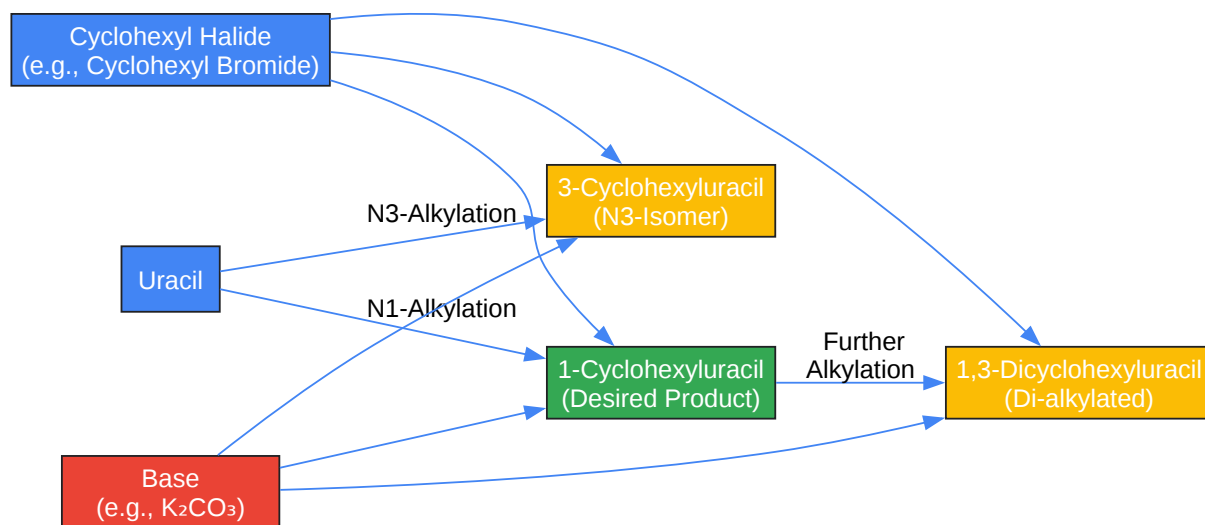 Cyclohexyl Halide
(e.g., Cyclohexyl Bromide)
3-Cyclohexyluracil
(N3-Isomer)
N3-Alkylation
Uracil
N1-Alkylation
1-Cyclohexyluracil
(Desired Product)
Further
Alkylation
1,3-Dicyclohexyluracil
(Di-alkylated)
Base
(e.g., K₂CO₃)